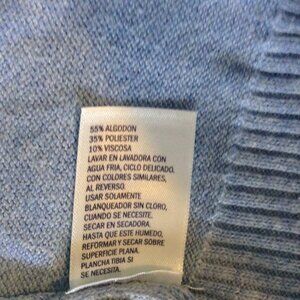 55% ALGODON
35% POLIESTER
10% VISCOSA
LAVAR EN LAVADORA CON
AGUA FRIA, CICLO DELICADO.
CON COLORES SIMILARES,
AL REVERSO.
USAR SOLAMENTE
BLANQUEADOR SIN CLORO,
CUANDO SE NECESITE.
SECAR EN SECADORA.
HASTA QUE ESTE HUMEDO,
REFORMAR Y SECAR SOBRE
SUPERFICIE PLANA.
PLANCHA TIBIA SI
SE NECESITA.